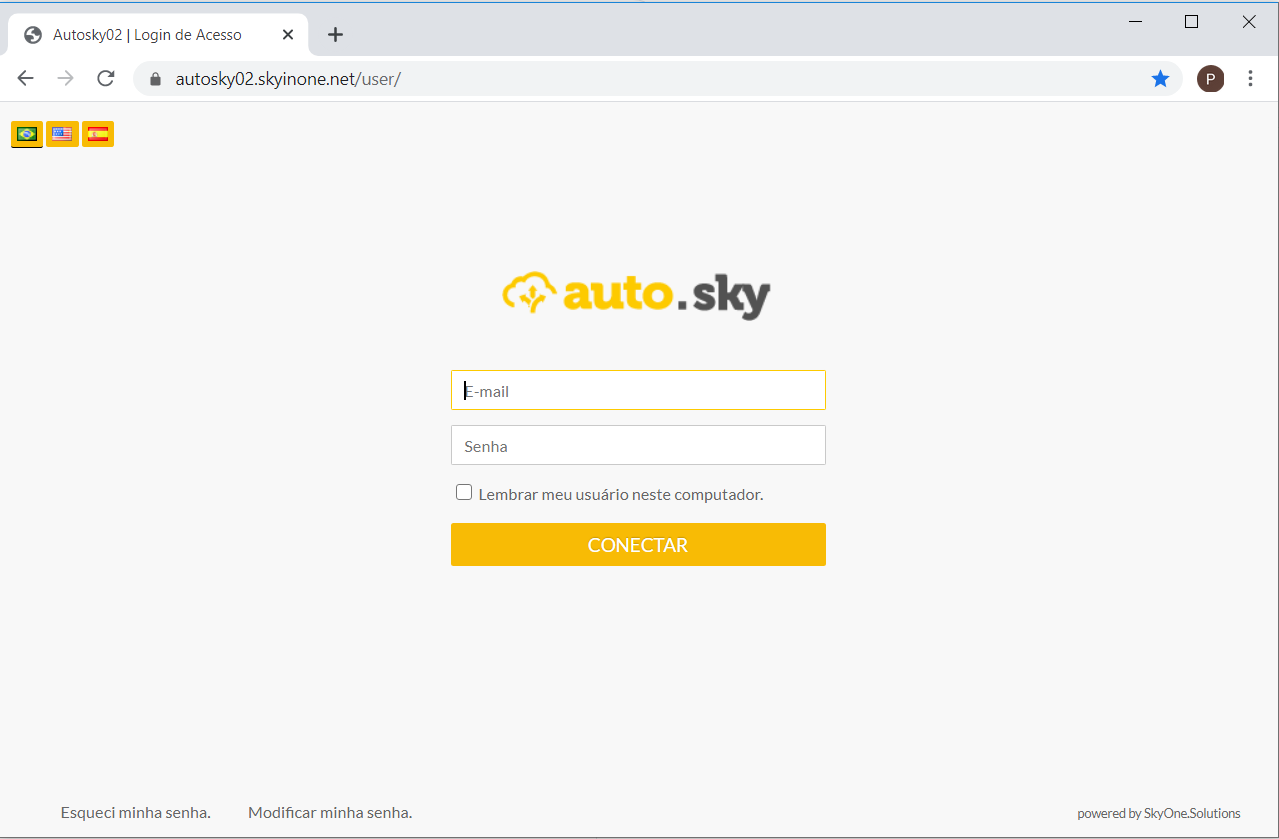 Autosky02 | Login de Acesso
autosky02.skyinone.net/user/
P
auto.sky
E-mail
Senha
Lembrar meu usuário neste computador.
CONECTAR
Esqueci minha senha. Modificar minha senha. powered by SkyOne.Solutions